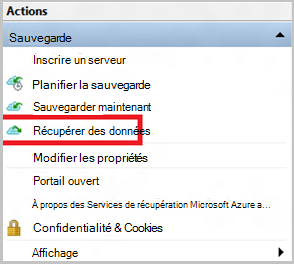 Actions
Sauvegarde
Inscrire un serveur
Planifier la sauvegarde
Sauvegarder maintenant
Récupérer des données
Modifier les propriétés
Portail ouvert
À propos des Services de récupération Microsoft Azure a...
Confidentialité & Cookies
Affichage